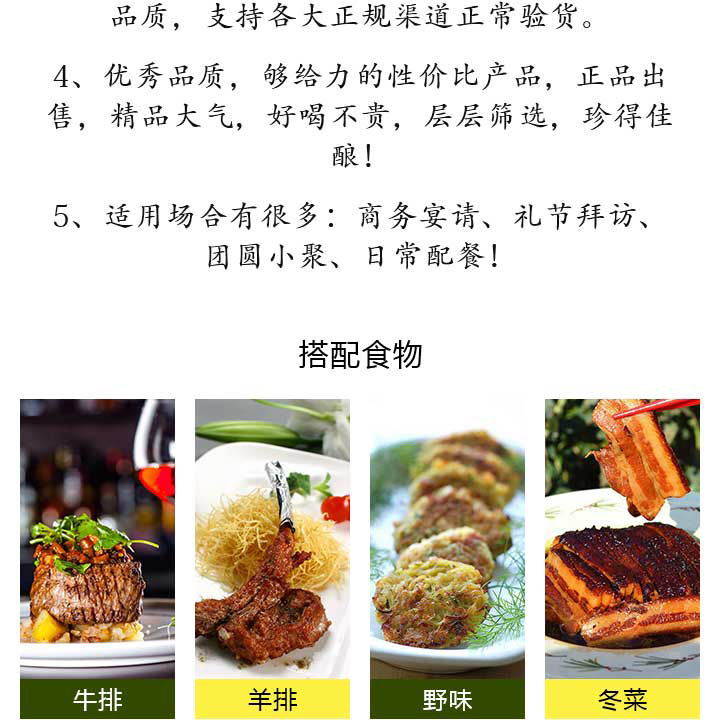 品质，支持各大正规渠道正常验货。
4、优秀品质，够给力的性价比产品，正品出
售，精品大气，好喝不贵，层层筛选，珍得佳
酿！
5、适用场合有很多：商务宴请、礼节拜访、
团圆小聚、日常配餐！
搭配食物
牛排
羊排
野味
冬菜